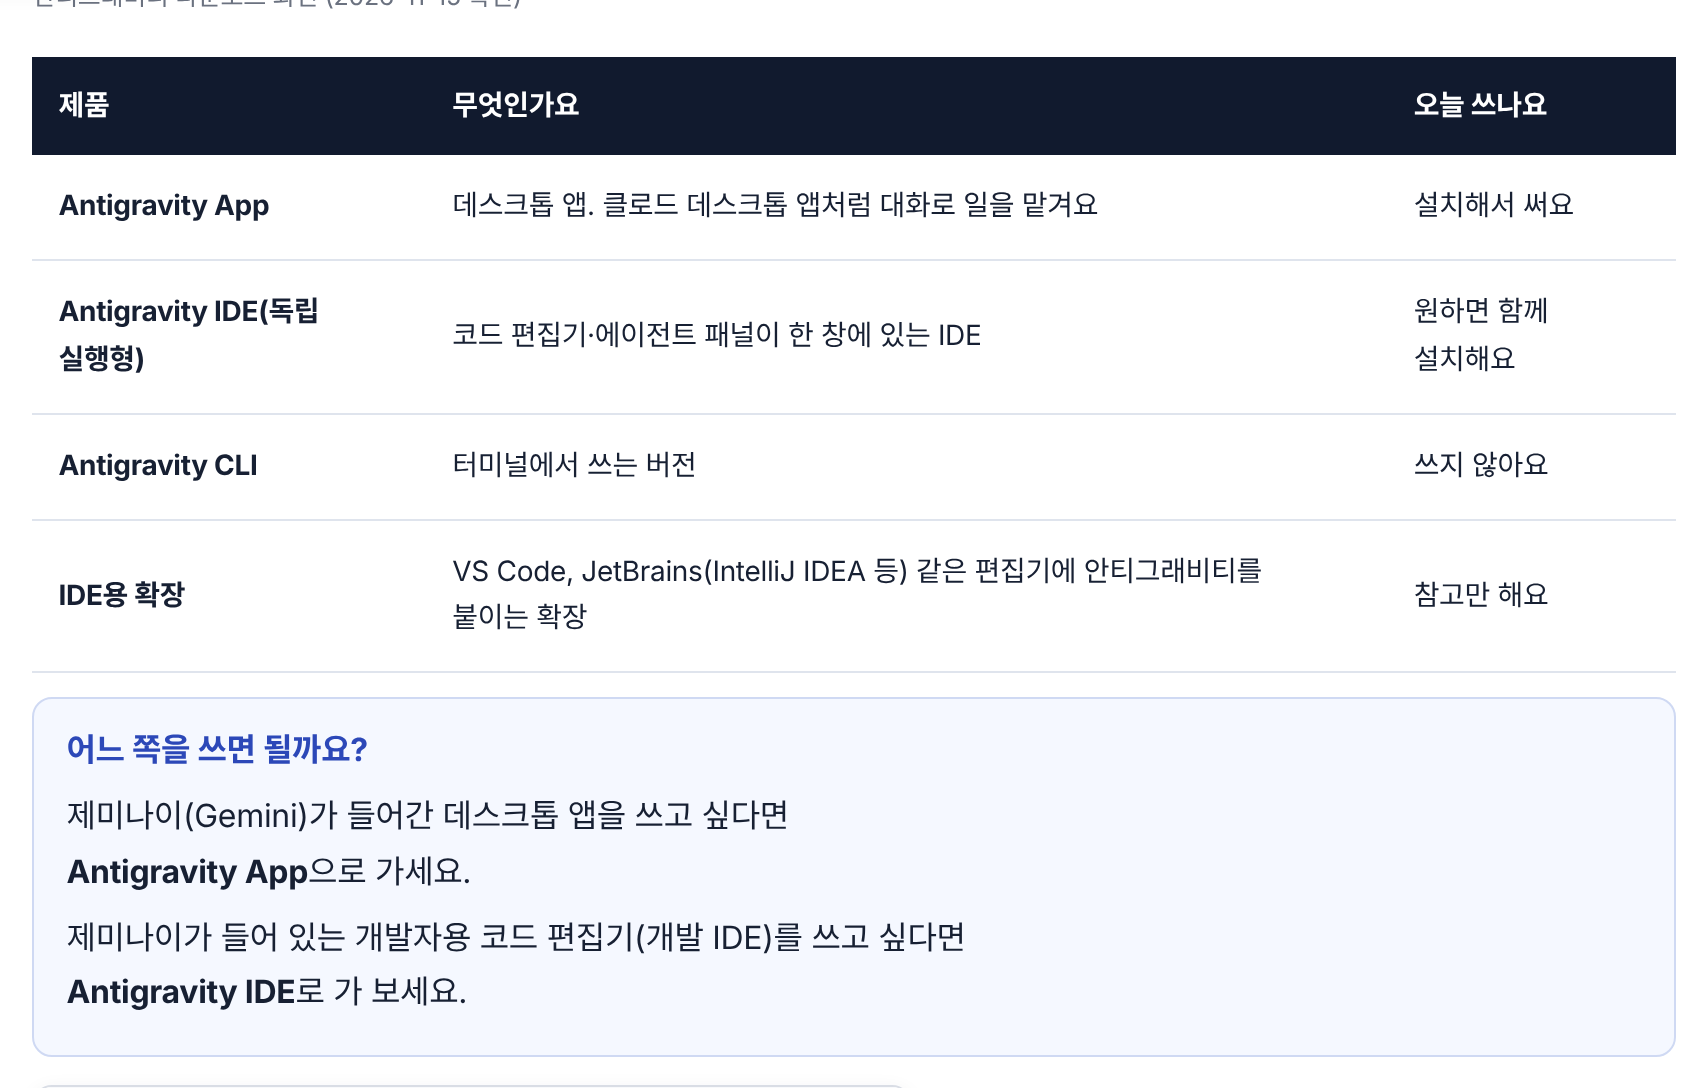 제품
무엇인가요
오늘 쓰나요
Antigravity App
데스크톱 앱. 클로드 데스크톱 앱처럼 대화로 일을 맡겨요
설치해서 써요
Antigravity IDE(독립
실행형)
코드 편집기·에이전트 패널이 한 창에 있는 IDE
원하면 함께
설치해요
Antigravity CLI
터미널에서 쓰는 버전
쓰지 않아요
IDE용 확장
VS Code, JetBrains(IntelliJ IDEA 등) 같은 편집기에 안티그래비티를
붙이는 확장
참고만 해요
어느 쪽을 쓰면 될까요?
제미나이(Gemini)가 들어간 데스크톱 앱을 쓰고 싶다면
Antigravity App으로 가세요.
제미나이가 들어 있는 개발자용 코드 편집기(개발 IDE)를 쓰고 싶다면
Antigravity IDE로 가 보세요.